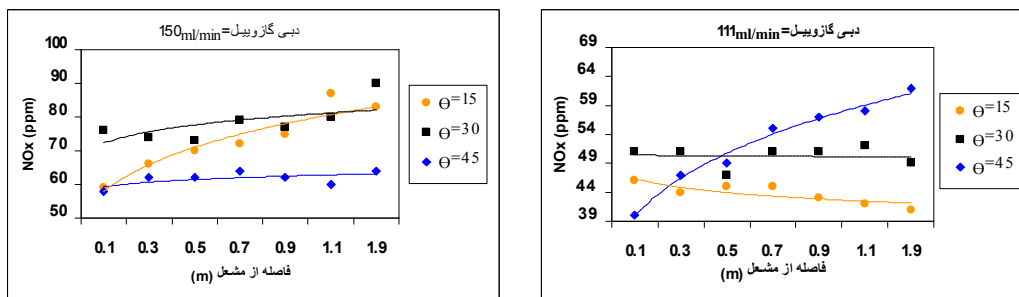 دبی گازوییل=150ml/min
NOx (ppm)
100
90
80
70
60
50
0.1 0.3 0.5 0.7 0.9 1.1 1.9
فاصله از مشعل (m)
Θ=15
Θ=30
Θ=45
دبی گازوییل=111ml/min
NOx (ppm)
69
64
59
54
49
44
39
0.1 0.3 0.5 0.7 0.9 1.1 1.9
فاصله از مشعل (m)
Θ=15
Θ=30
Θ=45